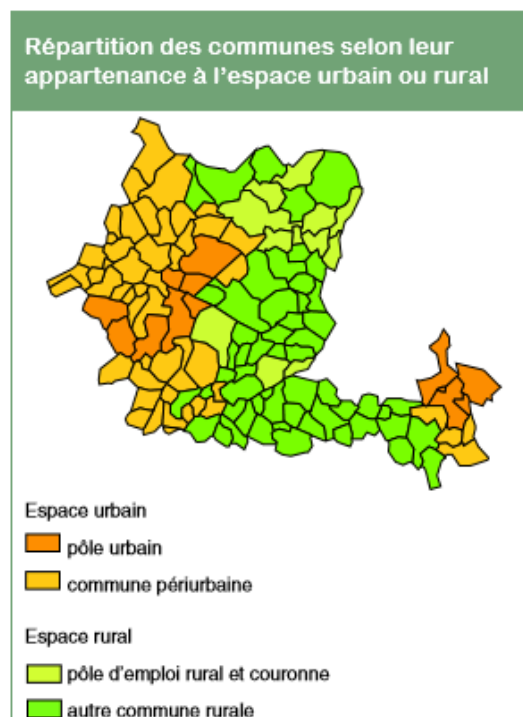 Répartition des communes selon leur
appartenance à l'espace urbain ou rural
Espace urbain
pôle urbain
commune périurbaine
Espace rural
pôle d'emploi rural et couronne
autre commune rurale